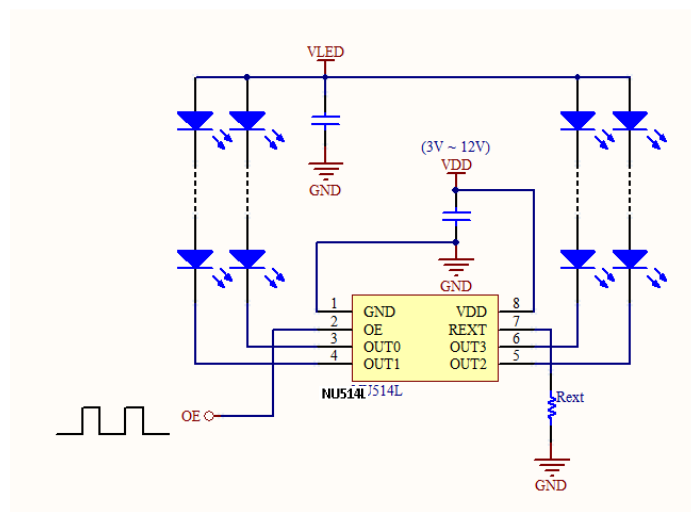 VLED
(3V ~ 12V)
VDD
GND
GND
1 GND VDD 8
2 OE REXT 7
3 OUT0 OUT3 6
4 OUT1 OUT2 5
NU514L
Rext
OE
GND